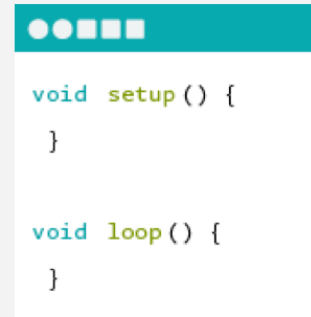 void setup() {
}
void loop() {
}